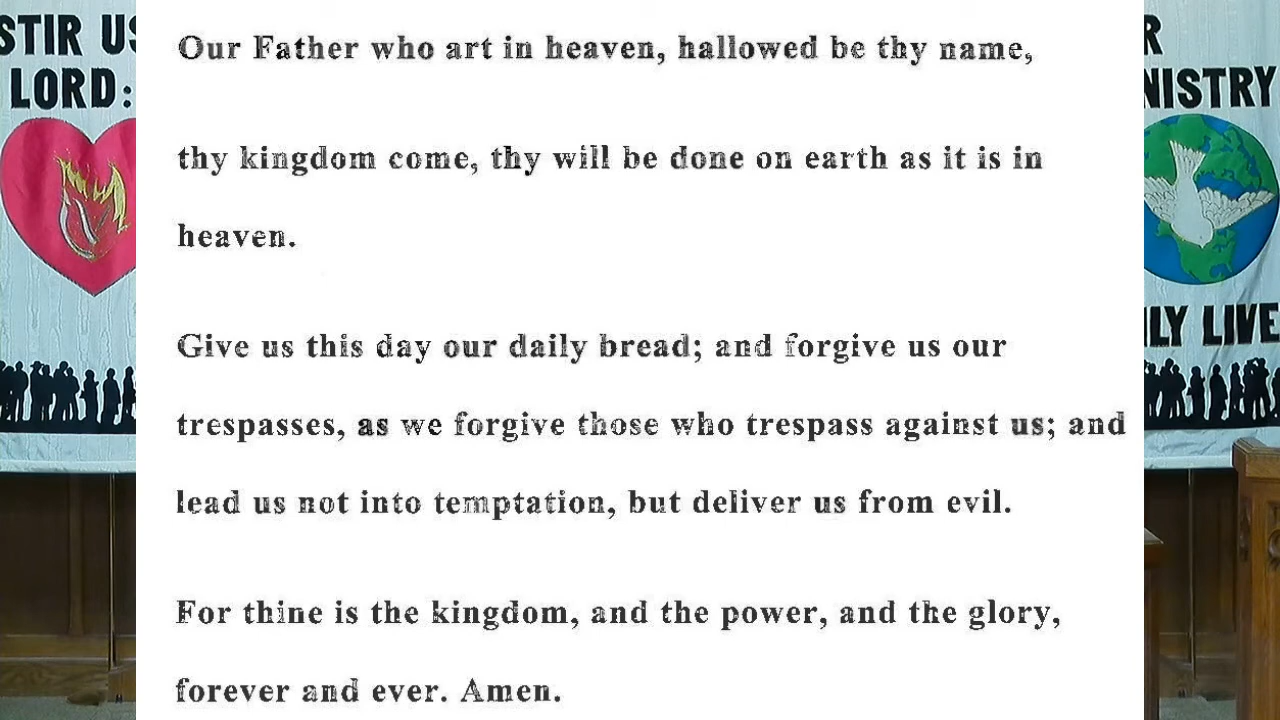 STIR US
LORD:
Our Father who art in heaven, hallowed be thy name,
thy kingdom come, thy will be done on earth as it is in
heaven.
Give us this day our daily bread; and forgive us our
trespasses, as we forgive those who trespass against us; and
lead us not into temptation, but deliver us from evil.
For thine is the kingdom, and the power, and the glory,
forever and ever. Amen.